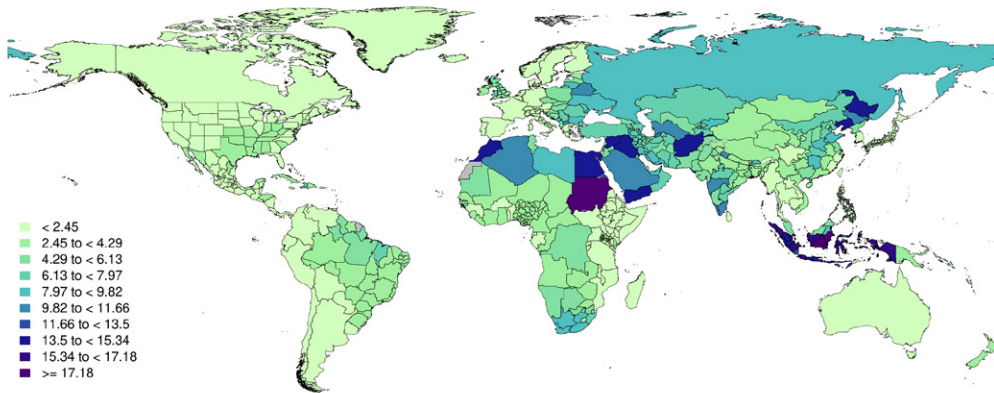 < 2.45
2.45 to < 4.29
4.29 to < 6.13
6.13 to < 7.97
7.97 to < 9.82
9.82 to < 11.66
11.66 to < 13.5
13.5 to < 15.34
15.34 to < 17.18
>= 17.18